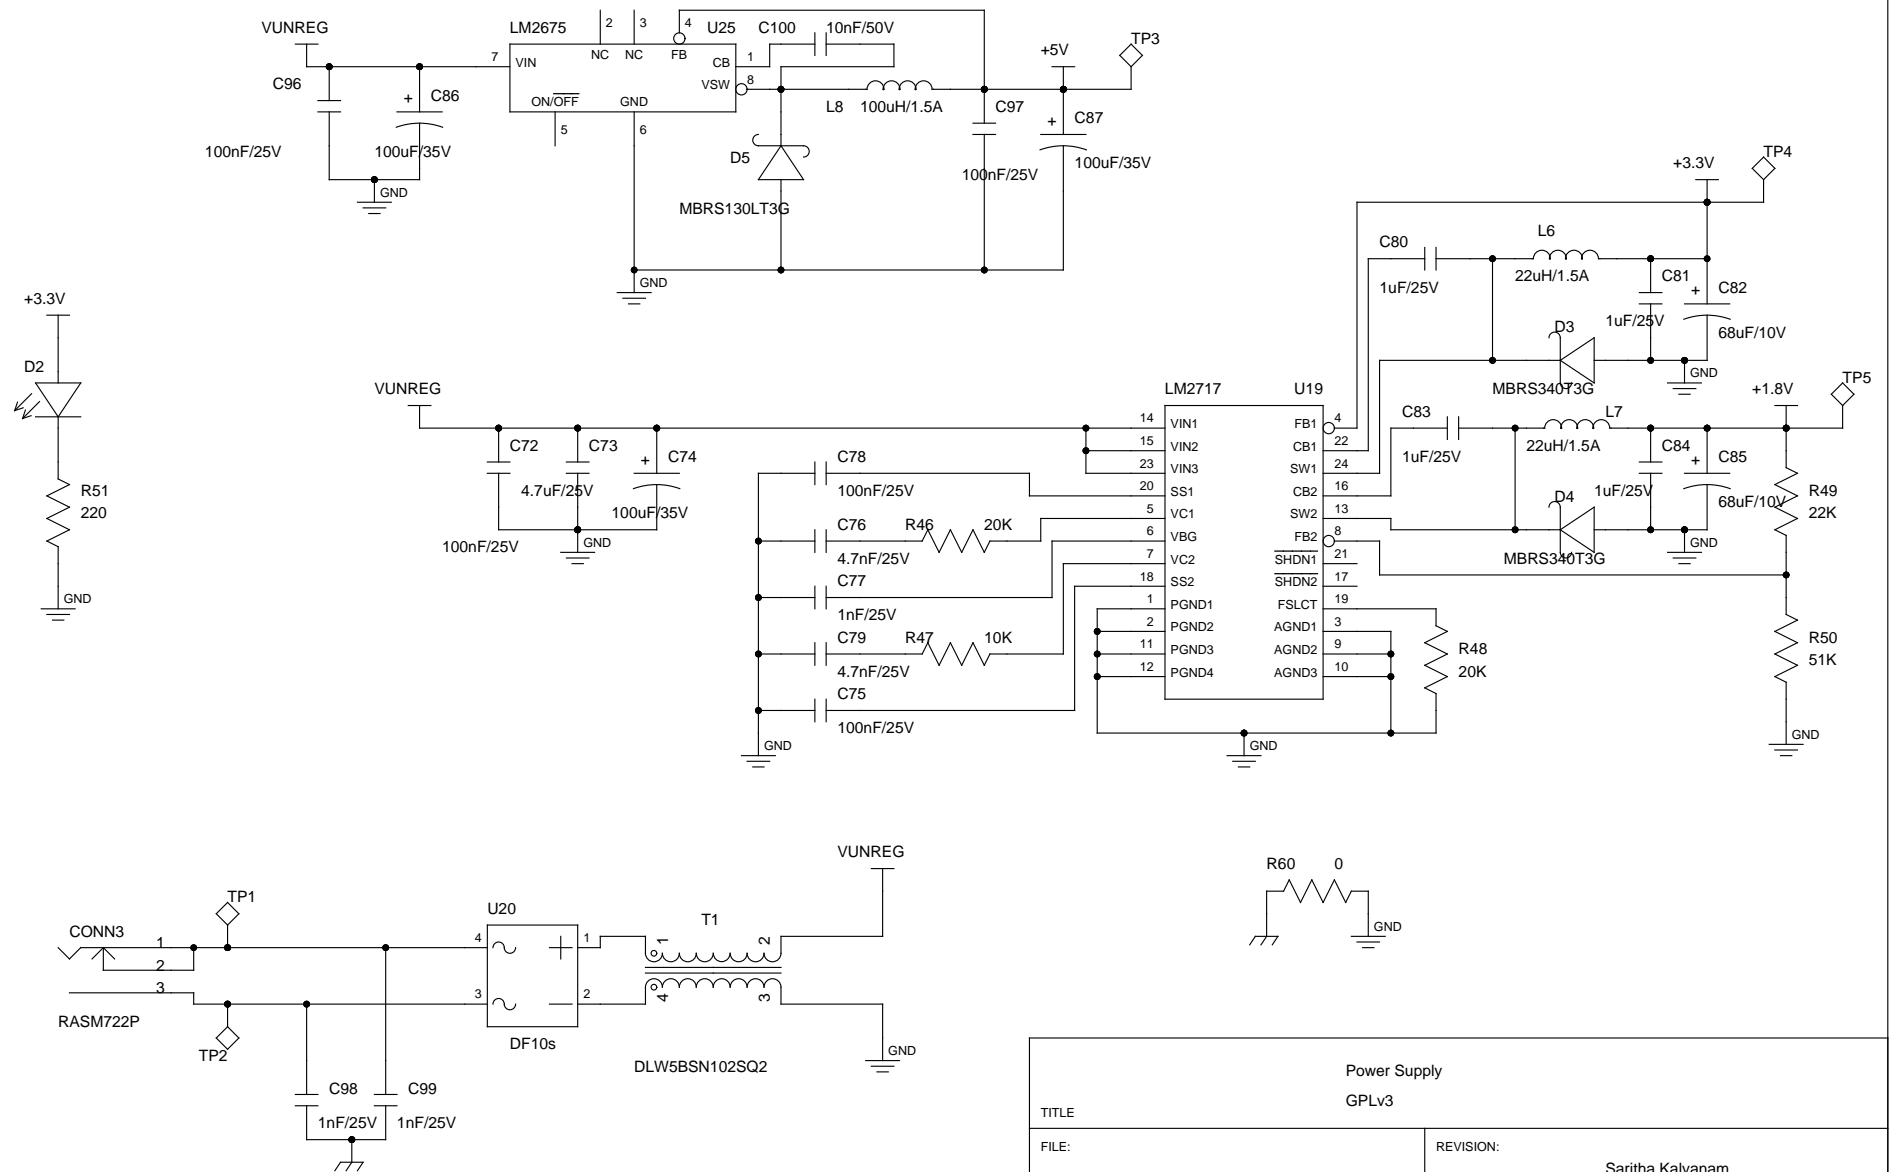 VUNREG
LM2675
2
3
4
U25
C100
10nF/50V
7
VIN
NC
NC
FB
CB
1
VSW
8
ON/OFF
GND
5
6
C96
100nF/25V
+
C86
100uF/35V
GND
D5
MBRS130LT3G
L8
100uH/1.5A
C97
100nF/25V
+5V
TP3
+
C87
100uF/35V
GND
+3.3V
D2
R51
220
GND
VUNREG
C72
100nF/25V
C73
4.7uF/25V
+
C74
100uF/35V
GND
C78
100nF/25V
C76
4.7nF/25V
R46
20K
C77
1nF/25V
C79
4.7nF/25V
R47
10K
C75
100nF/25V
GND
LM2717
U19
14
VIN1
FB1
4
15
VIN2
CB1
22
23
VIN3
SW1
24
20
SS1
CB2
16
5
VC1
SW2
13
6
VBG
FB2
8
7
VC2
SHDN1
21
18
SS2
SHDN2
17
1
PGND1
FSLCT
19
2
PGND2
AGND1
3
11
PGND3
AGND2
9
12
PGND4
AGND3
10
R48
20K
GND
+3.3V
TP4
C80
1uF/25V
L6
22uH/1.5A
C81
1uF/25V
+
C82
68uF/10V
D3
MBRS340T3G
GND
+1.8V
TP5
C83
1uF/25V
L7
22uH/1.5A
C84
1uF/25V
+
C85
68uF/10V
D4
MBRS340T3G
GND
R49
22K
R50
51K
GND
CONN3
1
2
3
RASM722P
TP1
TP2
C98
1nF/25V
C99
1nF/25V
U20
4
1
3
2
DF10s
T1
1
2
4
3
DLW5BSN102SQ2
VUNREG
GND
R60
0
GND
Power Supply
GPLv3
TITLE
FILE:
REVISION:
Saritha Kalyanam